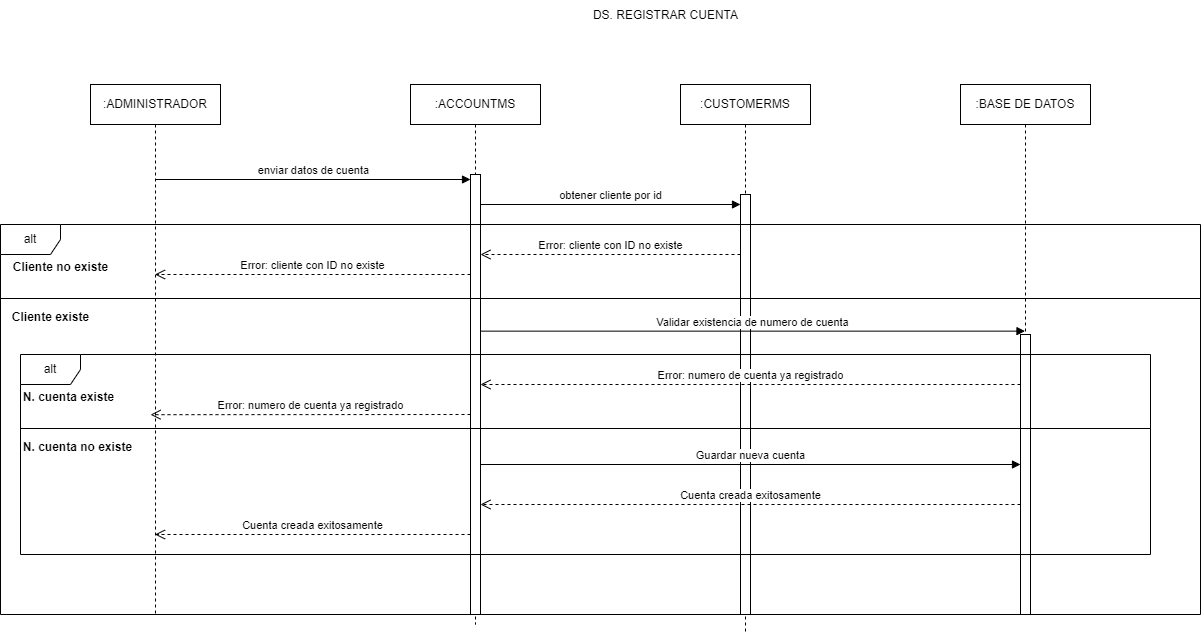 DS. REGISTRAR CUENTA
:ADMINISTRADOR
:ACCOUNTMS
:CUSTOMERMS
:BASE DE DATOS
enviar datos de cuenta
obtener cliente por id
alt
Error: cliente con ID no existe
Cliente no existe
Error: cliente con ID no existe
Cliente existe
Validar existencia de numero de cuenta
alt
Error: numero de cuenta ya registrado
N. cuenta existe
Error: numero de cuenta ya registrado
N. cuenta no existe
Guardar nueva cuenta
Cuenta creada exitosamente
Cuenta creada exitosamente